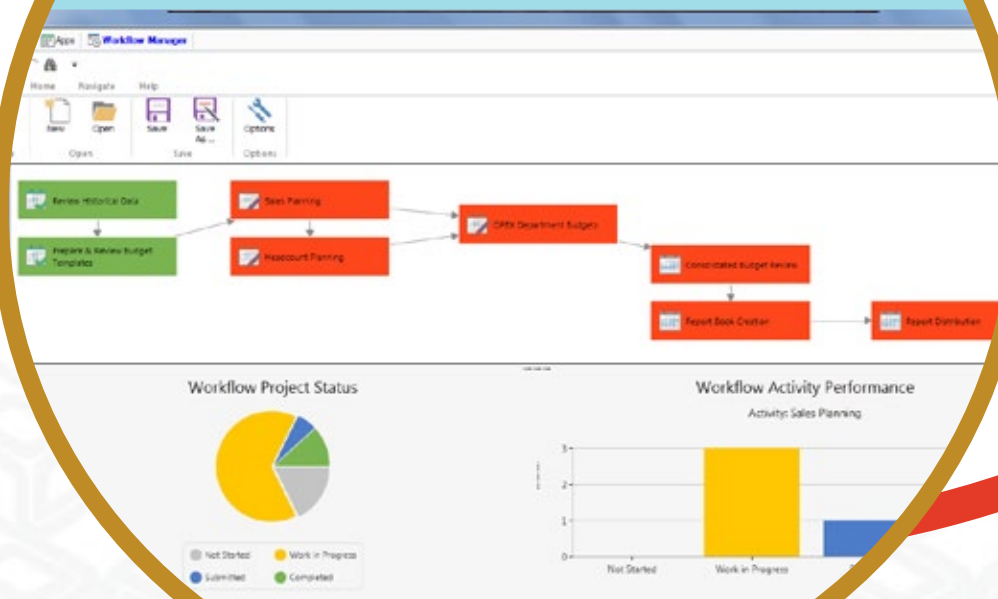 Apps Workflow Manager
Home Navigate Help
New Open Save Save As ... Options
Open Save Options
Review Historical Data
Prepare & Review Budget
Templates
Sales Planning
Headcount Planning
OPEX Department Budgets
Consolidated Budget Review
Report Book Creation
Report Distribution
Workflow Project Status
Not Started Work in Progress
Submitted Completed
Workflow Activity Performance
Activity: Sales Planning
3
2
1
0
Not Started Work in Progress